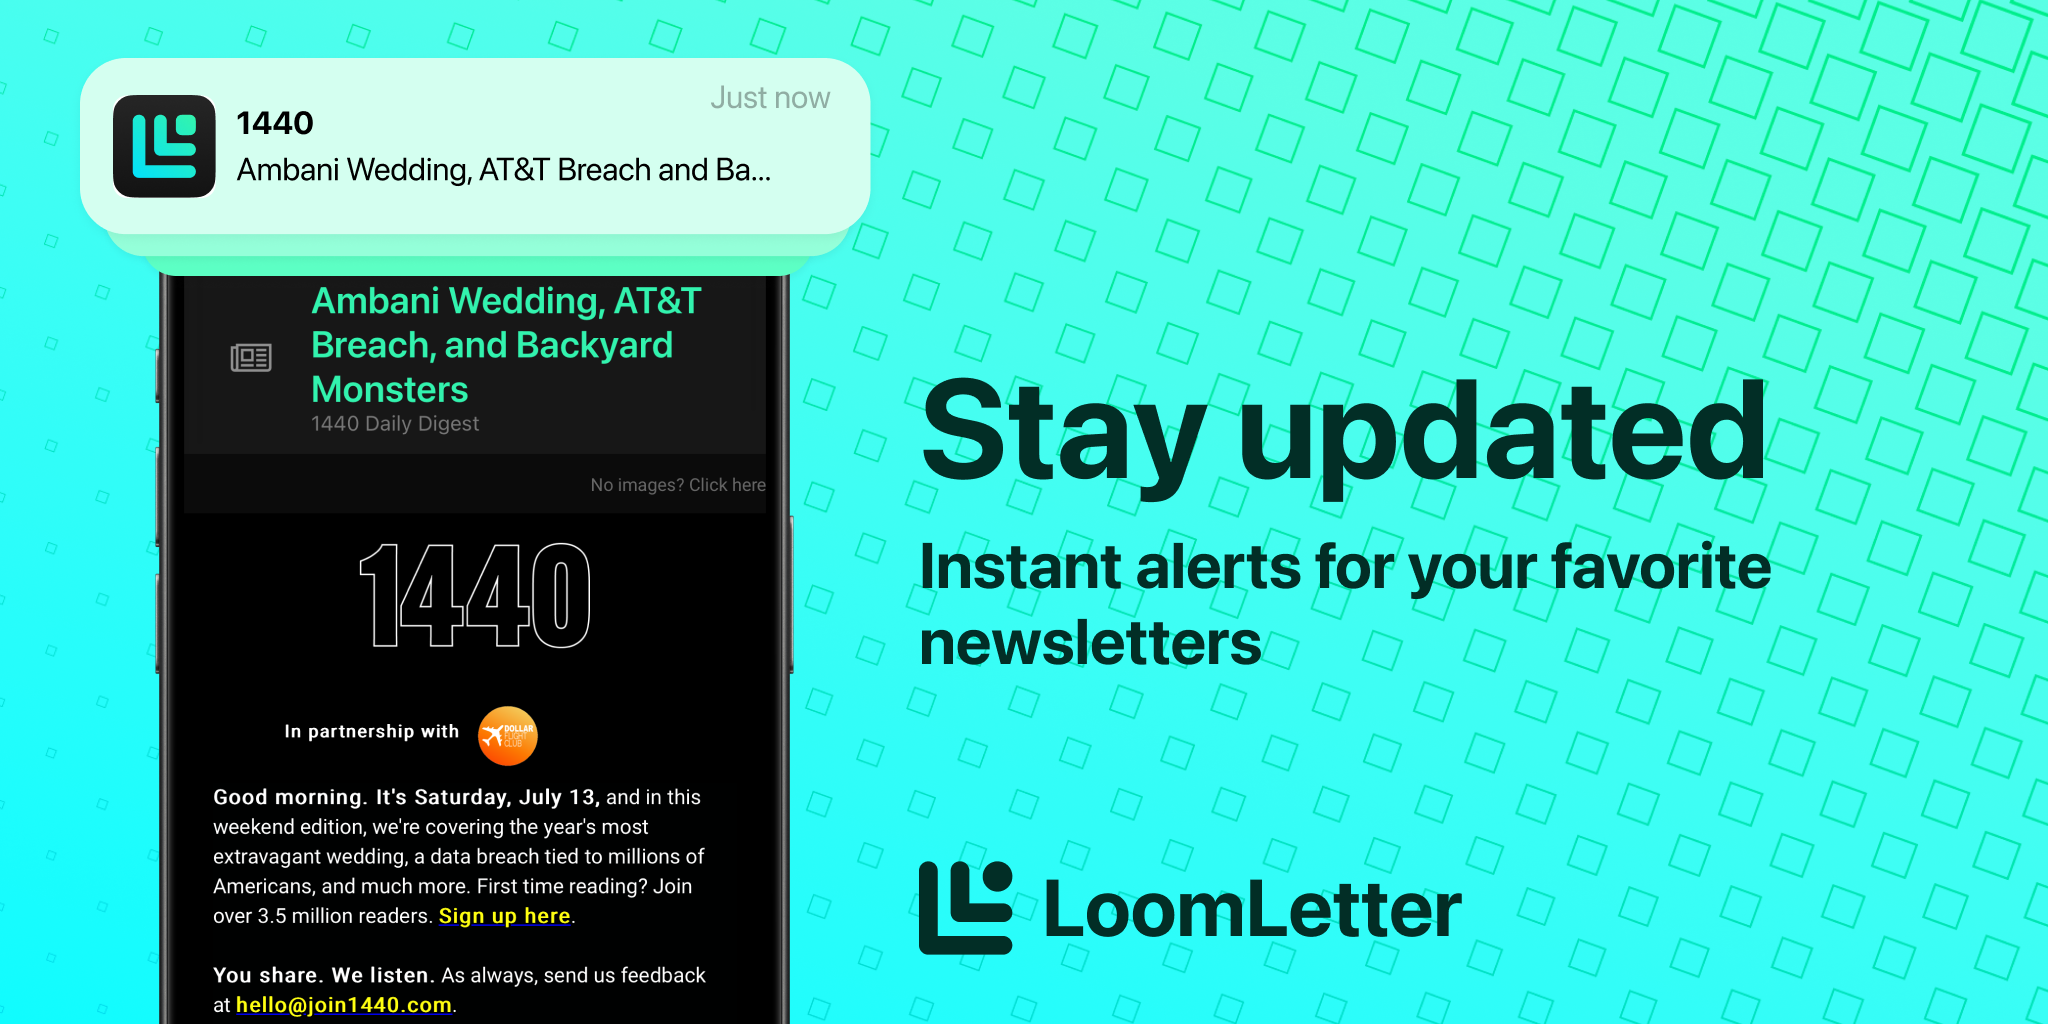 Just now
1440
Ambani Wedding, AT&T Breach and Ba...
Ambani Wedding, AT&T
Breach, and Backyard
Monsters
1440 Daily Digest
No images? Click here
1440
In partnership with
DOLLAR
FLIGHT
CLUB
Good morning. It's Saturday, July 13, and in this
weekend edition, we're covering the year's most
extravagant wedding, a data breach tied to millions of
Americans, and much more. First time reading? Join
over 3.5 million readers. Sign up here.
You share. We listen. As always, send us feedback
at hello@join1440.com.
Stay updated
Instant alerts for your favorite
newsletters
LoomLetter